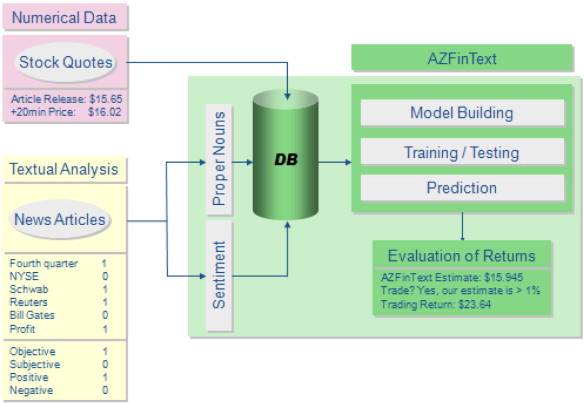 Numerical Data
Stock Quotes
Article Release: $15.65
+20min Price: $16.02
Textual Analysis
News Articles
Fourth quarter 1
NYSE 0
Schwab 1
Reuters 1
Bill Gates 0
Profit 1
Objective 1
Subjective 0
Positive 1
Negative 0
Proper Nouns
Sentiment
DB
AZFinText
Model Building
Training / Testing
Prediction
Evaluation of Returns
AZFinText Estimate: $15.945
Trade? Yes, our estimate is > 1%
Trading Return: $23.64